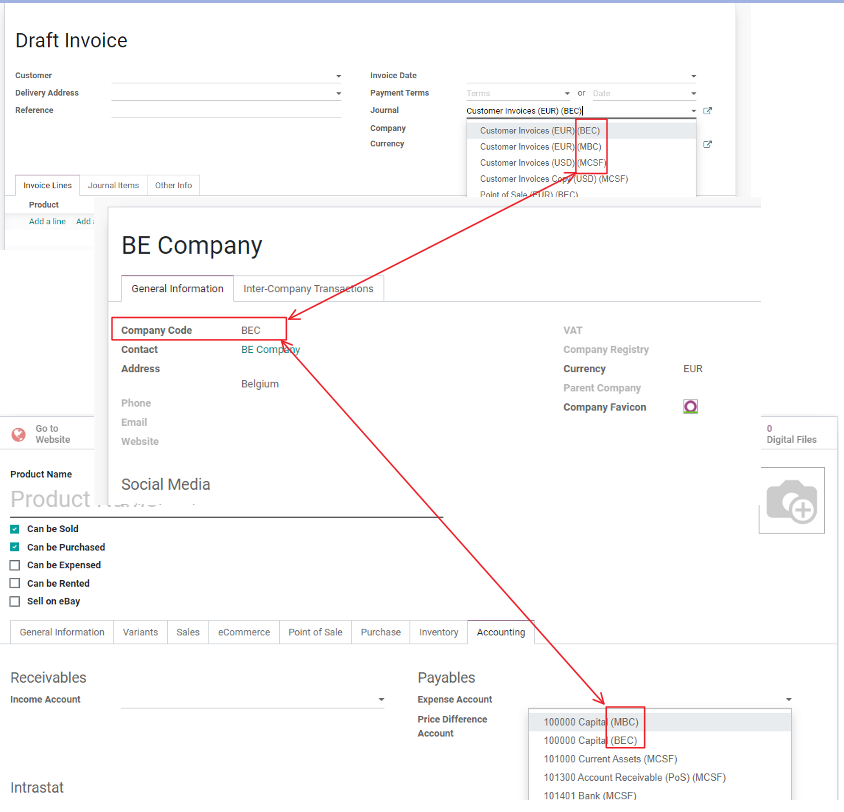 Draft Invoice
Customer
Delivery Address
Reference
Invoice Date
Payment Terms Terms or Date
Journal Customer Invoices (EUR) (BEC)
Company
Currency
Customer Invoices (EUR) (BEC)
Customer Invoices (EUR) (MBC)
Customer Invoices (USD) (MCSF)
Customer Invoices Copy (USD) (MCSF)
Point of Sale (EUR) (BEC)
Invoice Lines Journal Items Other Info
Product
Add a line Add a
BE Company
General Information Inter-Company Transactions
Company Code BEC
Contact BE Company
Address
Belgium
Phone
Email
Website
VAT
Company Registry
Currency EUR
Parent Company
Company Favicon
Social Media
Go to
Website
0
Digital Files
Product Name
Product
Can be Sold
Can be Purchased
Can be Expensed
Can be Rented
Sell on eBay
General Information Variants Sales eCommerce Point of Sale Purchase Inventory Accounting
Receivables
Income Account
Payables
Expense Account
Price Difference
Account
100000 Capital (MBC)
100000 Capital (BEC)
101000 Current Assets (MCSF)
101300 Account Receivable (PoS) (MCSF)
101401 Bank (MCSF)
Intrastat